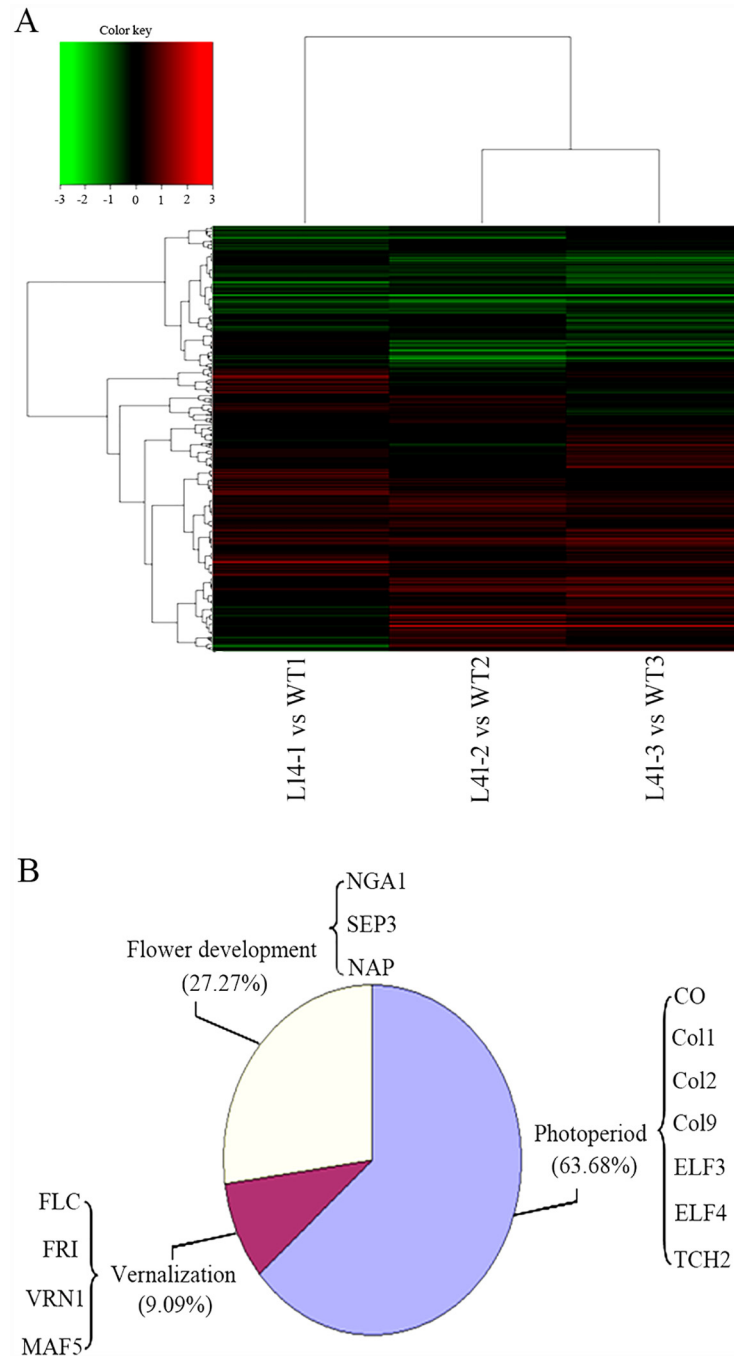 A
Color key
-3 -2 -1 0 1 2 3
L14-1 vs WT1
L41-2 vs WT2
L41-3 vs WT3
B
NGA1
SEP3
NAP
Flower development
(27.27%)
CO
Col1
Col2
Col9
ELF3
ELF4
TCH2
Photoperiod
(63.68%)
FLC
FRI
VRN1
MAF5
Vernalization
(9.09%)